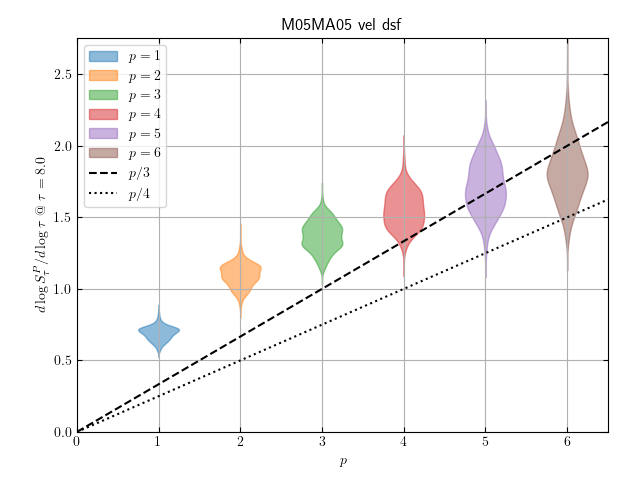 M05MA05 vel dsf
p = 1
p = 2
p = 3
p = 4
p = 5
p = 6
p/3
p/4
d log S_τ^P / d log τ @ τ = 8.0
2.5
2.0
1.5
1.0
0.5
0.0
0 1 2 3 4 5 6
p